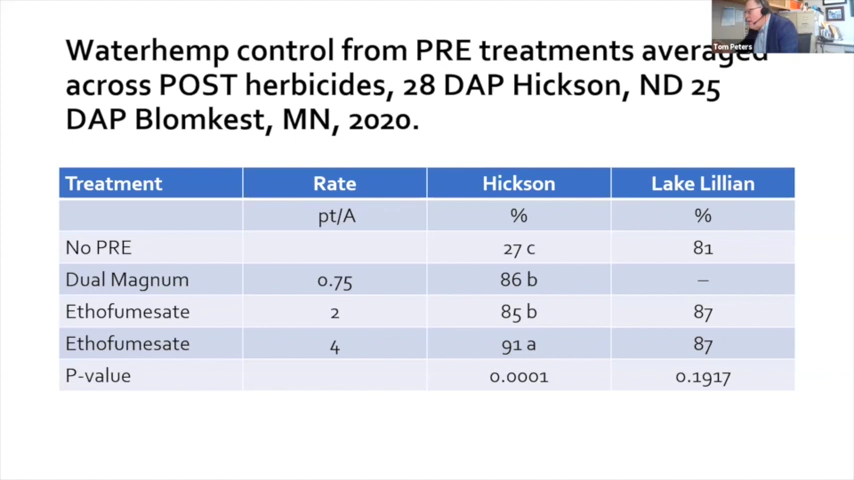 Tom Peters
Waterhemp control from PRE treatments averaged
across POST herbicides, 28 DAP Hickson, ND 25
DAP Blomkest, MN, 2020.
Treatment Rate Hickson Lake Lillian
pt/A % %
No PRE 27 c 81
Dual Magnum 0.75 86 b –
Ethofumesate 2 85 b 87
Ethofumesate 4 91 a 87
P-value 0.0001 0.1917